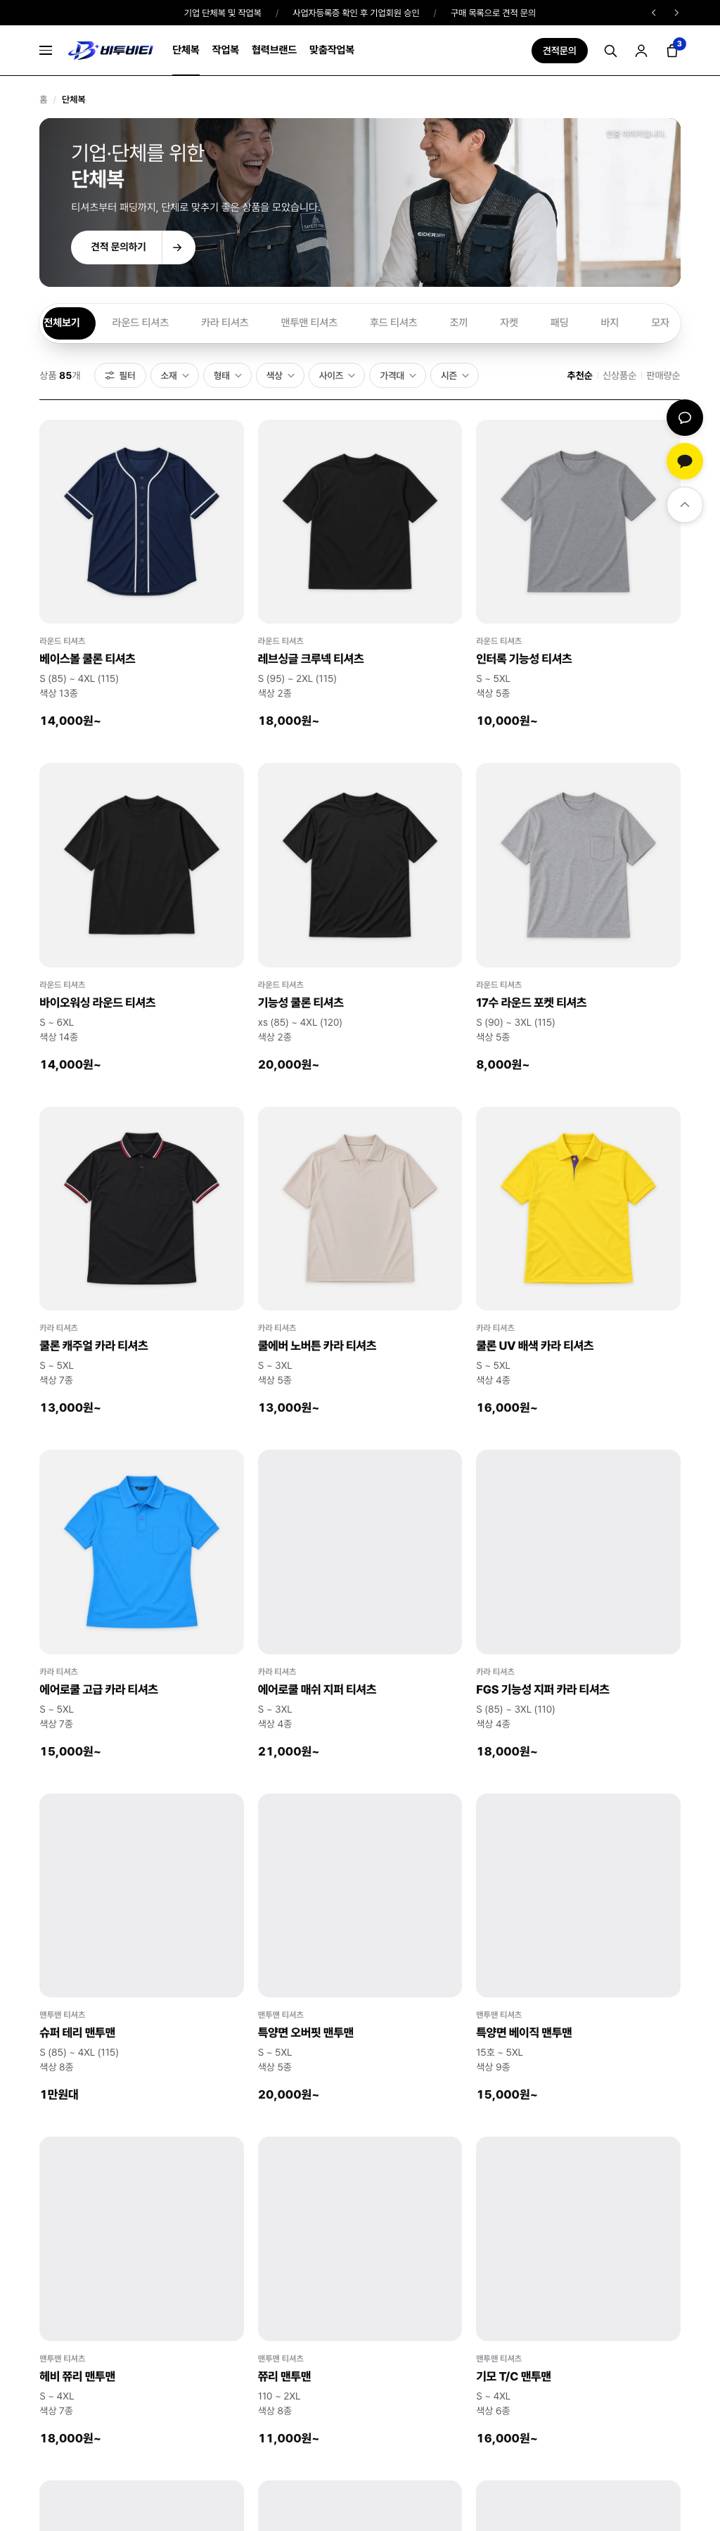 기업 단체복 및 작업복 / 사업자등록증 확인 후 기업회원 승인 / 구매 목록으로 견적 문의
비투비티 단체복 작업복 협력브랜드 맞춤작업복 견적문의 3
홈 / 단체복
연출 이미지입니다.
기업·단체를 위한
단체복
티셔츠부터 패딩까지, 단체로 맞추기 좋은 상품을 모았습니다.
견적 문의하기
전체보기 라운드 티셔츠 카라 티셔츠 맨투맨 티셔츠 후드 티셔츠 조끼 자켓 패딩 바지 모자
상품 85개 필터 소재 형태 색상 사이즈 가격대 시즌 추천순 신상품순 판매량순
라운드 티셔츠 라운드 티셔츠 라운드 티셔츠
베이스볼 쿨론 티셔츠 레브싱글 크루넥 티셔츠 인터록 기능성 티셔츠
S (85) ~ 4XL (115) S (95) ~ 2XL (115) S ~ 5XL
색상 13종 색상 2종 색상 5종
14,000원~ 18,000원~ 10,000원~
라운드 티셔츠 라운드 티셔츠 라운드 티셔츠
바이오워싱 라운드 티셔츠 기능성 쿨론 티셔츠 17수 라운드 포켓 티셔츠
S ~ 6XL xs (85) ~ 4XL (120) S (90) ~ 3XL (115)
색상 14종 색상 2종 색상 5종
14,000원~ 20,000원~ 8,000원~
카라 티셔츠 카라 티셔츠 카라 티셔츠
쿨론 캐주얼 카라 티셔츠 쿨에버 노버튼 카라 티셔츠 쿨론 UV 배색 카라 티셔츠
S ~ 5XL S ~ 3XL S ~ 5XL
색상 7종 색상 5종 색상 4종
13,000원~ 13,000원~ 16,000원~
카라 티셔츠 카라 티셔츠 카라 티셔츠
에어로쿨 고급 카라 티셔츠 에어로쿨 매쉬 지퍼 티셔츠 FGS 기능성 지퍼 카라 티셔츠
S ~ 5XL S ~ 3XL S (85) ~ 3XL (110)
색상 7종 색상 4종 색상 4종
15,000원~ 21,000원~ 18,000원~
맨투맨 티셔츠 맨투맨 티셔츠 맨투맨 티셔츠
슈퍼 테리 맨투맨 특양면 오버핏 맨투맨 특양면 베이직 맨투맨
S (85) ~ 4XL (115) S ~ 5XL 15호 ~ 5XL
색상 8종 색상 5종 색상 9종
1만원대 20,000원~ 15,000원~
맨투맨 티셔츠 맨투맨 티셔츠 맨투맨 티셔츠
헤비 쮸리 맨투맨 쮸리 맨투맨 기모 T/C 맨투맨
S ~ 4XL 110 ~ 2XL S ~ 4XL
색상 7종 색상 8종 색상 6종
18,000원~ 11,000원~ 16,000원~